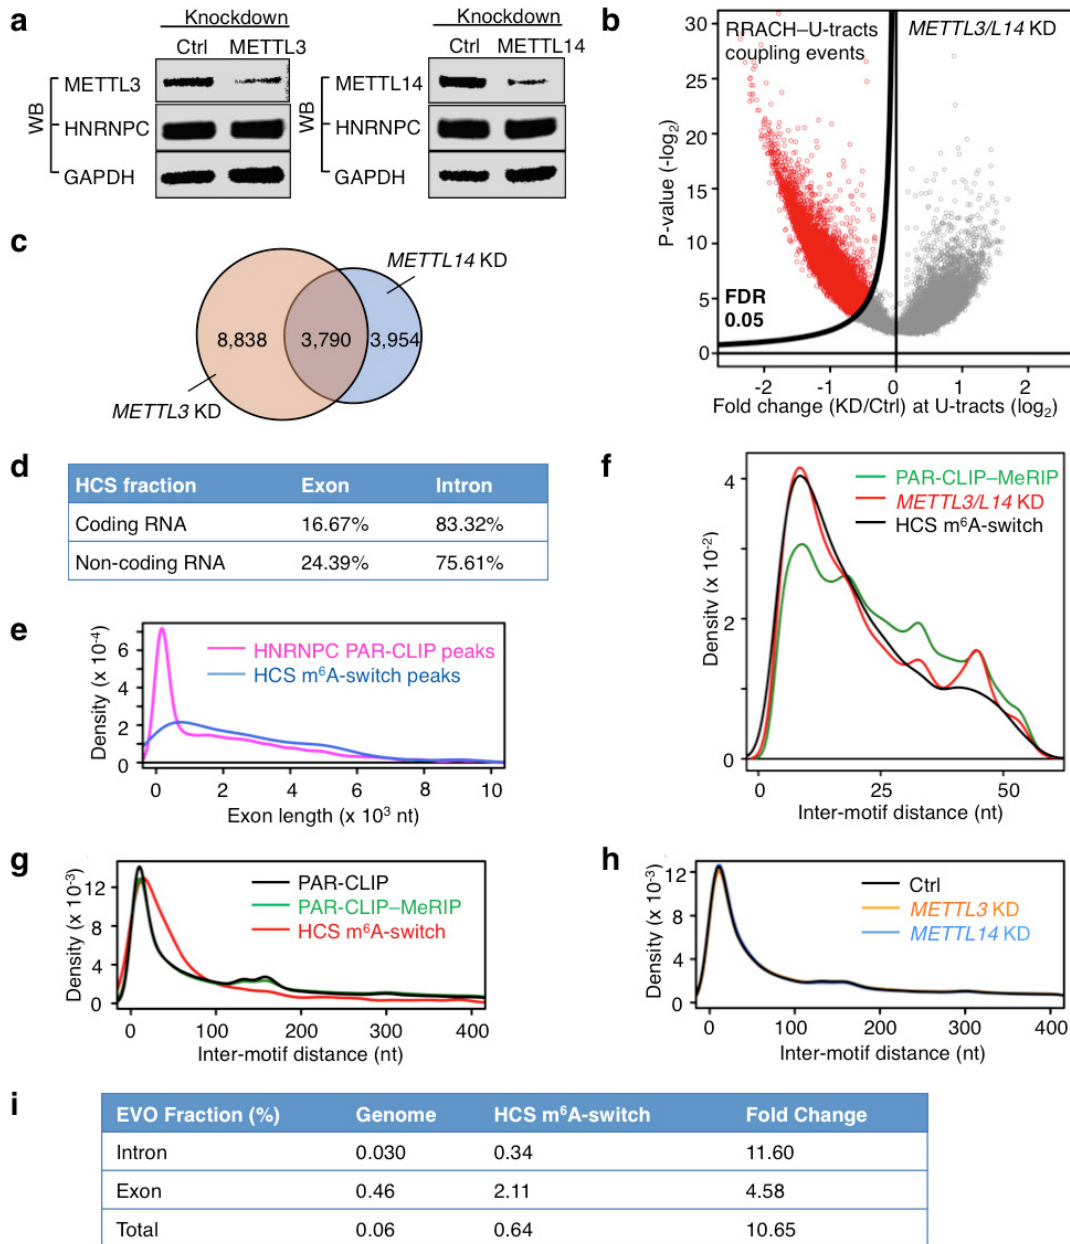 a
Knockdown
Ctrl METTL3
WB
METTL3
HNRNPC
GAPDH
Knockdown
Ctrl METTL14
WB
METTL14
HNRNPC
GAPDH
b
RRACH–U-tracts
coupling events
METTL3/L14 KD
P-value (-log2)
30
25
20
15
10
5
0
FDR
0.05
-2 -1 0 1 2
Fold change (KD/Ctrl) at U-tracts (log2)
c
METTL14 KD
8,838 3,790 3,954
METTL3 KD
d
HCS fraction Exon Intron
Coding RNA 16.67% 83.32%
Non-coding RNA 24.39% 75.61%
e
Density (x 10-4)
6
4
2
0
HNRNPC PAR-CLIP peaks
HCS m6A-switch peaks
0 2 4 6 8 10
Exon length (x 103 nt)
f
Density (x 10-2)
4
2
0
PAR-CLIP–MeRIP
METTL3/L14 KD
HCS m6A-switch
0 25 50
Inter-motif distance (nt)
g
Density (x 10-3)
12
8
4
0
PAR-CLIP
PAR-CLIP–MeRIP
HCS m6A-switch
0 100 200 300 400
Inter-motif distance (nt)
h
Density (x 10-3)
12
8
4
0
Ctrl
METTL3 KD
METTL14 KD
0 100 200 300 400
Inter-motif distance (nt)
i
EVO Fraction (%) Genome HCS m6A-switch Fold Change
Intron 0.030 0.34 11.60
Exon 0.46 2.11 4.58
Total 0.06 0.64 10.65